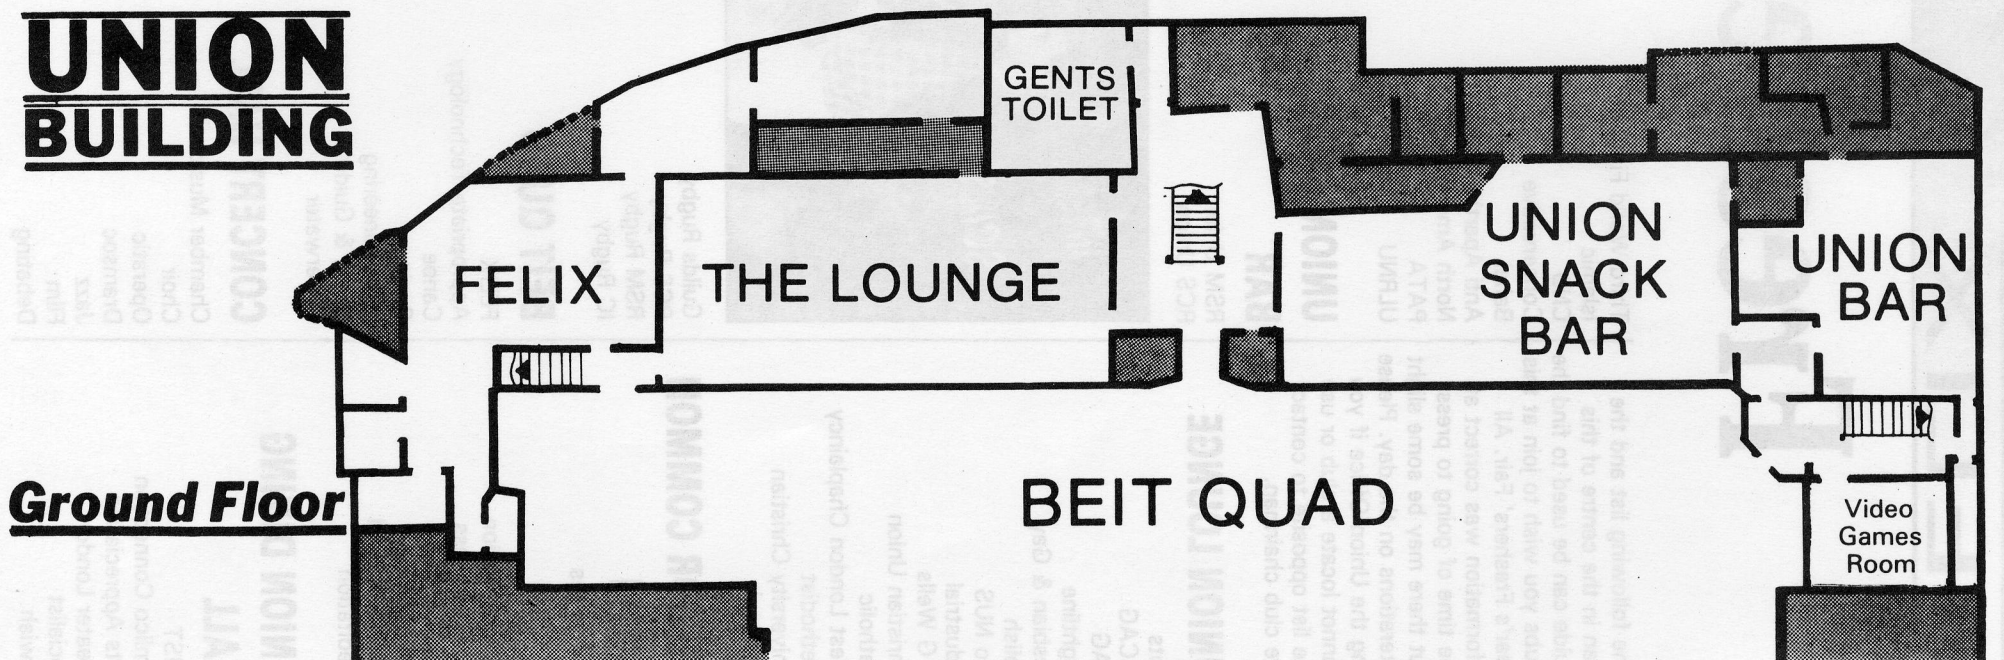 UNION
BUILDING
GENTS
TOILET
FELIX
THE LOUNGE
UNION
SNACK
BAR
UNION
BAR
Ground Floor
BEIT QUAD
Video
Games
Room